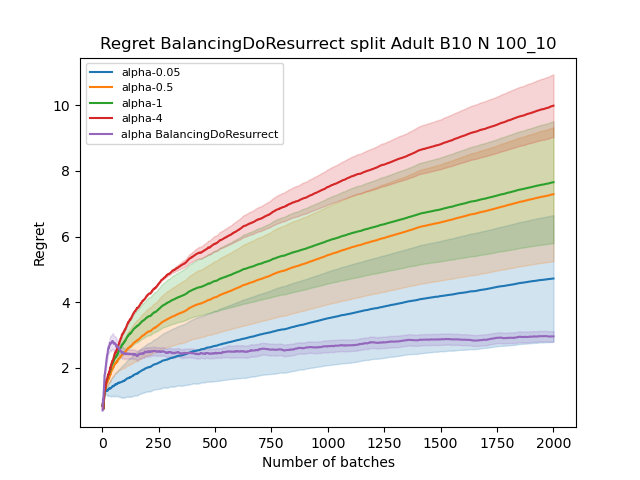 Regret BalancingDoResurrect split Adult B10 N 100_10
alpha-0.05
alpha-0.5
alpha-1
alpha-4
alpha BalancingDoResurrect
Regret
10
8
6
4
2
0 250 500 750 1000 1250 1500 1750 2000
Number of batches